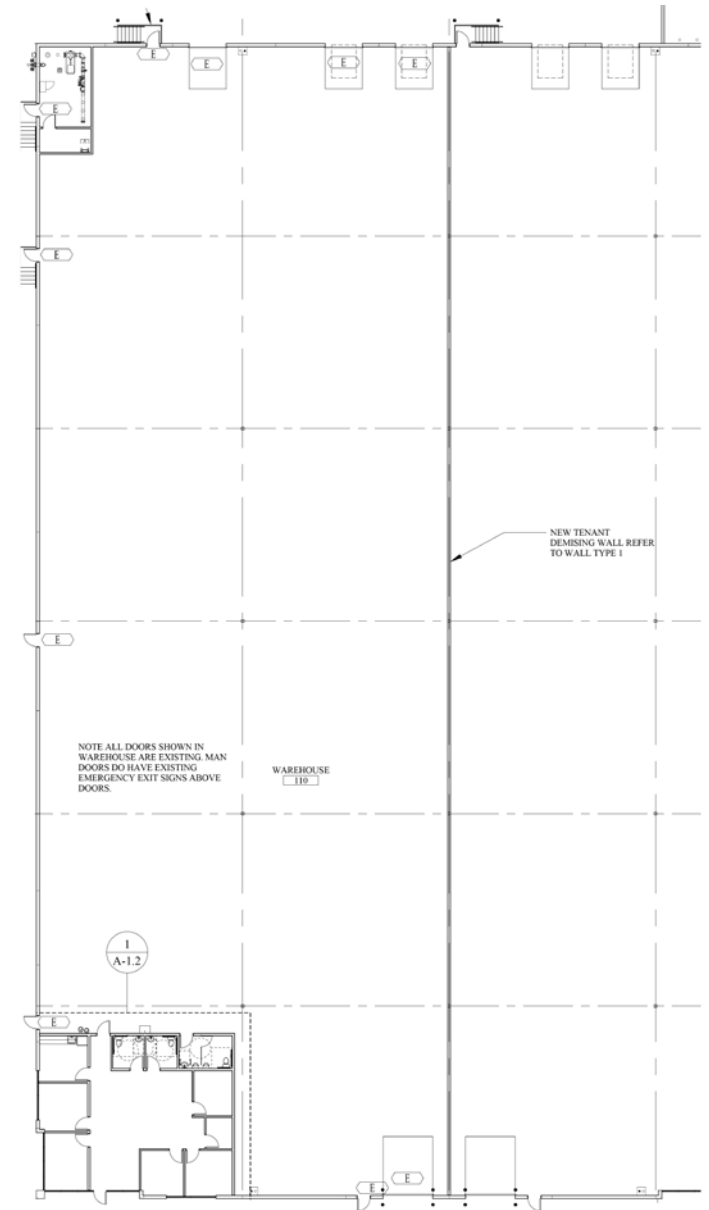 E
E
E
E
E
E
E
NEW TENANT
DEMISING WALL REFER
TO WALL TYPE 1
E
NOTE ALL DOORS SHOWN IN
WAREHOUSE ARE EXISTING. MAN
DOORS DO HAVE EXISTING
EMERGENCY EXIT SIGNS ABOVE
DOORS.
WAREHOUSE
110
1
A-1.2
E
E
E